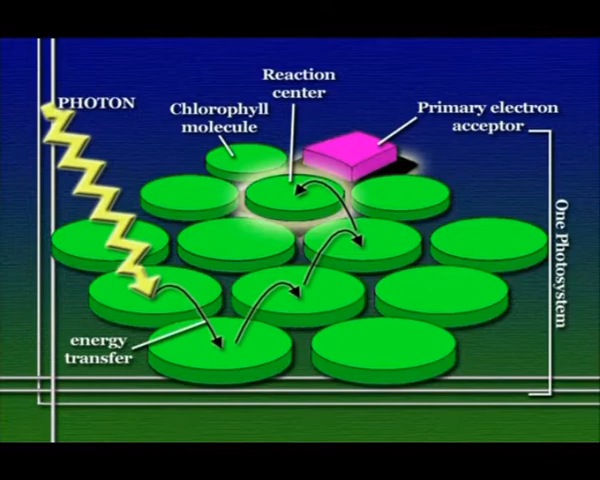 Reaction
center
PHOTON
Chlorophyll
molecule
Primary electron
acceptor
One Photosystem
energy
transfer